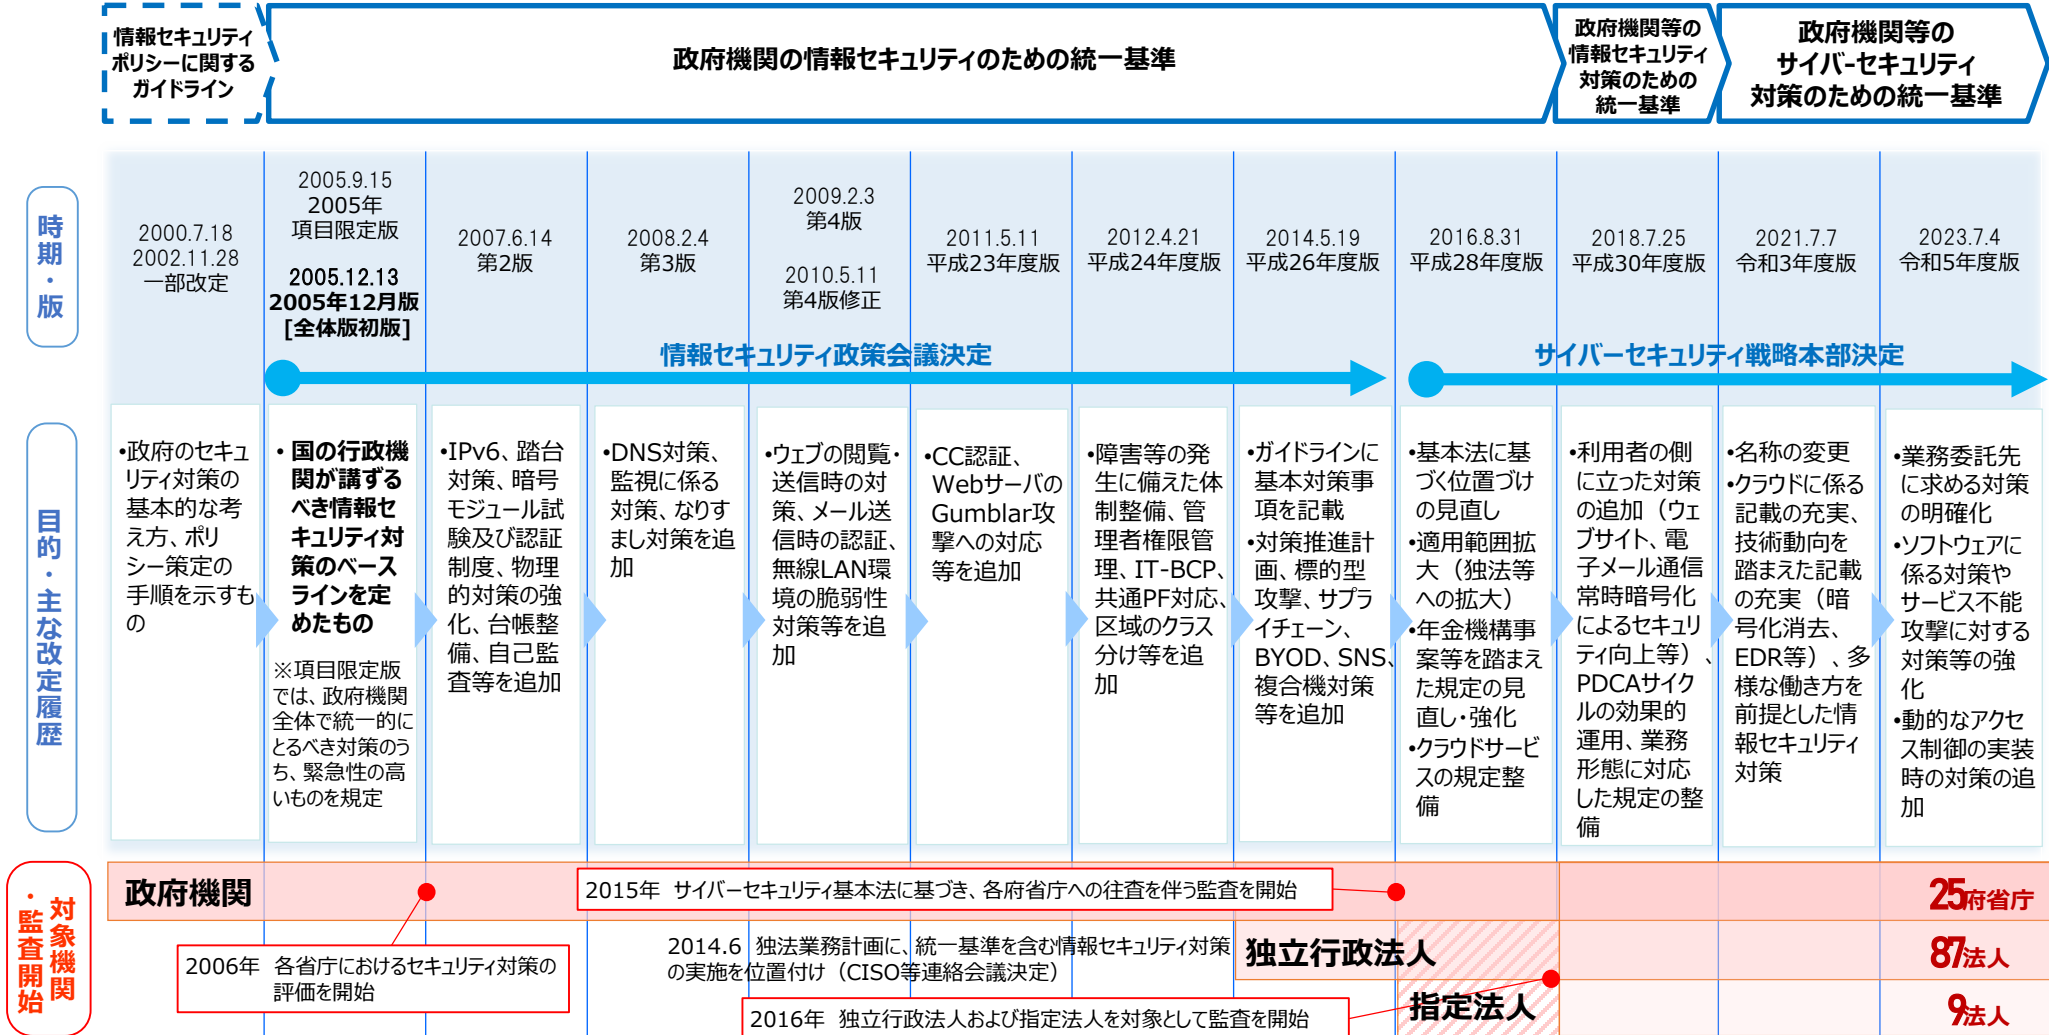 情報セキュリティ
ポリシーに関する
ガイドライン
政府機関の情報セキュリティのための統一基準
政府機関等の
情報セキュリティ
対策のための
統一基準
政府機関等の
サイバーセキュリティ
対策のための統一基準
時期・版
2000.7.18
2002.11.28
一部改定
2005.9.15
2005年
項目限定版
2005.12.13
2005年12月版
[全体版初版]
2007.6.14
第2版
2008.2.4
第3版
2009.2.3
第4版
2010.5.11
第4版修正
2011.5.11
平成23年度版
2012.4.21
平成24年度版
2014.5.19
平成26年度版
2016.8.31
平成28年度版
2018.7.25
平成30年度版
2021.7.7
令和3年度版
2023.7.4
令和5年度版
情報セキュリティ政策会議決定
サイバーセキュリティ戦略本部決定
目的・主な改定履歴
•政府のセキュ
リティ対策の
基本的な考
え方、ポリ
シー策定の
手順を示すも
の
• 国の行政機
関が講ずる
べき情報セ
キュリティ対
策のベース
ラインを定
めたもの
※項目限定版
では、政府機関
全体で統一的に
とるべき対策のう
ち、緊急性の高
いものを規定
•IPv6、踏台
対策、暗号
モジュール試
験及び認証
制度、物理
的対策の強
化、台帳整
備、自己監
査等を追加
•DNS対策、
監視に係る
対策、なりす
まし対策を追
加
•ウェブの閲覧・
送信時の対
策、メール送
信時の認証、
無線LAN環
境の脆弱性
対策等を追
加
•CC認証、
Webサーバの
Gumblar攻
撃への対応
等を追加
•障害等の発
生に備えた体
制整備、管
理者権限管
理、IT-BCP、
共通PF対応、
区域のクラス
分け等を追
加
•ガイドラインに
基本対策事
項を記載
•対策推進計
画、標的型
攻撃、サプラ
イチェーン、
BYOD、SNS、
複合機対策
等を追加
•基本法に基
づく位置づけ
の見直し
•適用範囲拡
大（独法等
への拡大）
•年金機構事
案等を踏まえ
た規定の見
直し・強化
•クラウドサービ
スの規定整
備
•利用者の側
に立った対策
の追加（ウェ
ブサイト、電
子メール通信
常時暗号化
によるセキュリ
ティ向上等）、
PDCAサイク
ルの効果的
運用、業務
形態に対応
した規定の整
備
•名称の変更
•クラウドに係る
記載の充実、
技術動向を
踏まえた記載
の充実（暗
号化消去、
EDR等）、多
様な働き方を
前提とした情
報セキュリティ
対策
•業務委託先
に求める対策
の明確化
•ソフトウェアに
係る対策や
サービス不能
攻撃に対する
対策等の強
化
•動的なアクセ
ス制御の実装
時の対策の追
加
対象機関
・監査開始
政府機関
2015年 サイバーセキュリティ基本法に基づき、各府省庁への往査を伴う監査を開始
25府省庁
2006年 各省庁におけるセキュリティ対策の
評価を開始
2014.6 独法業務計画に、統一基準を含む情報セキュリティ対策
の実施を位置付け（CISO等連絡会議決定）
独立行政法人
87法人
2016年 独立行政法人および指定法人を対象として監査を開始
指定法人
9法人